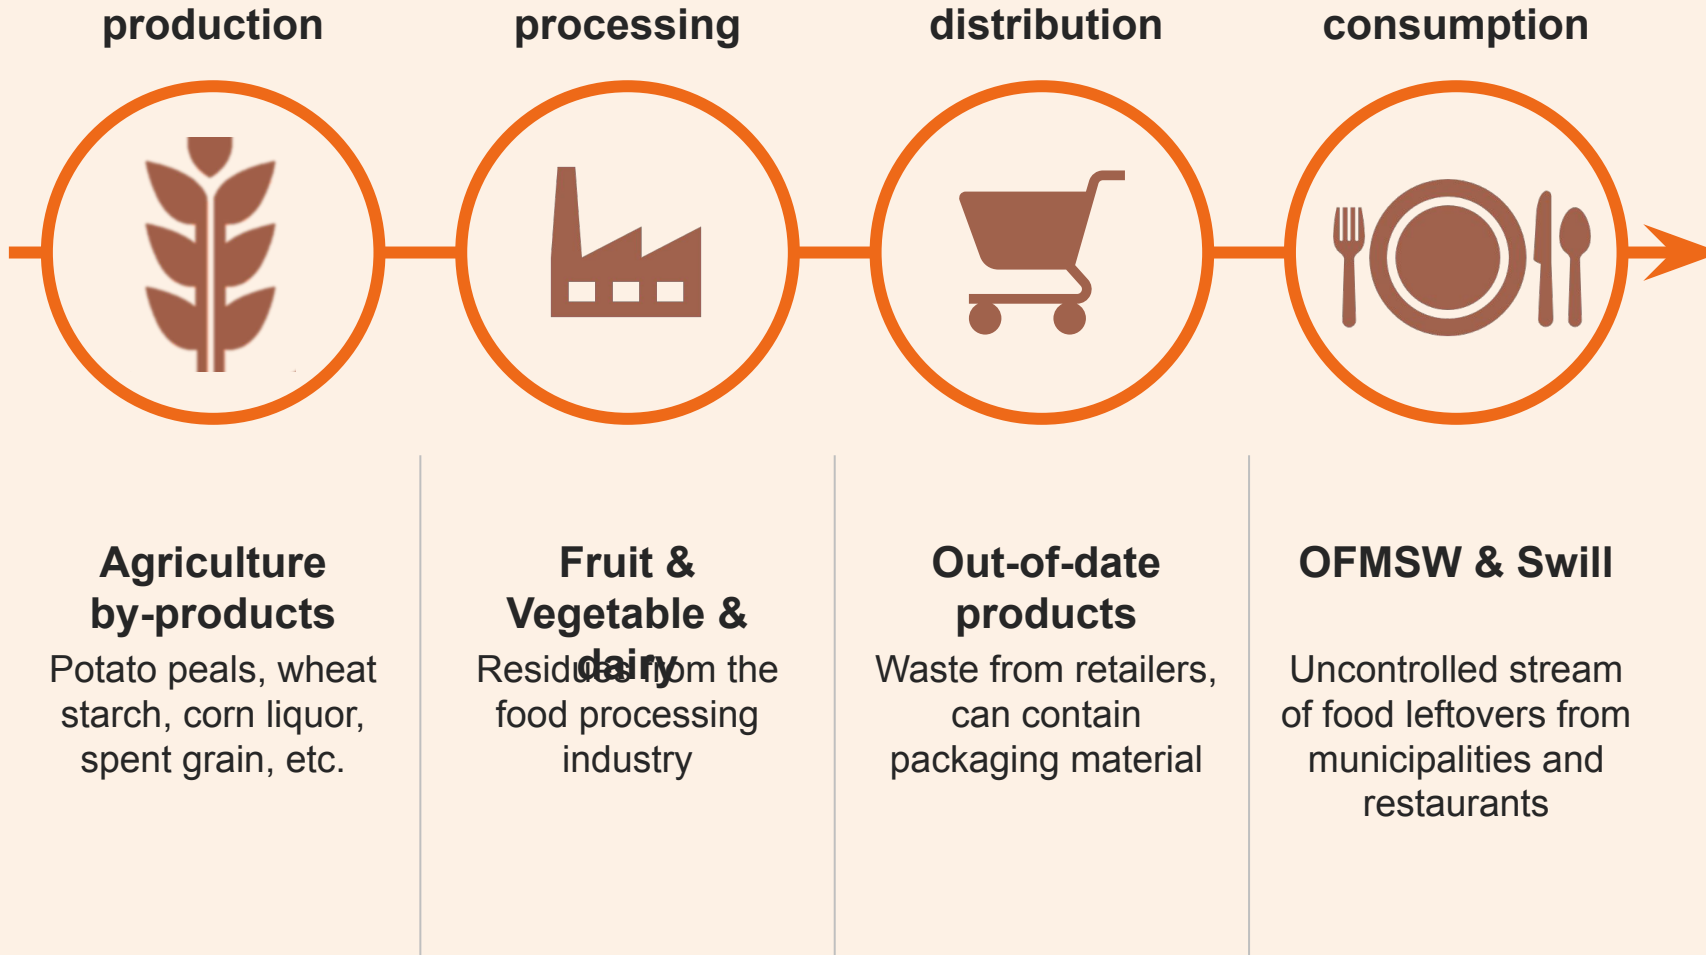 production
processing
distribution
consumption
Agriculture
by-products
Potato peals, wheat
starch, corn liquor,
spent grain, etc.
Fruit &
Vegetable &
dairy
Residues from the
food processing
industry
Out-of-date
products
Waste from retailers,
can contain
packaging material
OFMSW & Swill
Uncontrolled stream
of food leftovers from
municipalities and
restaurants